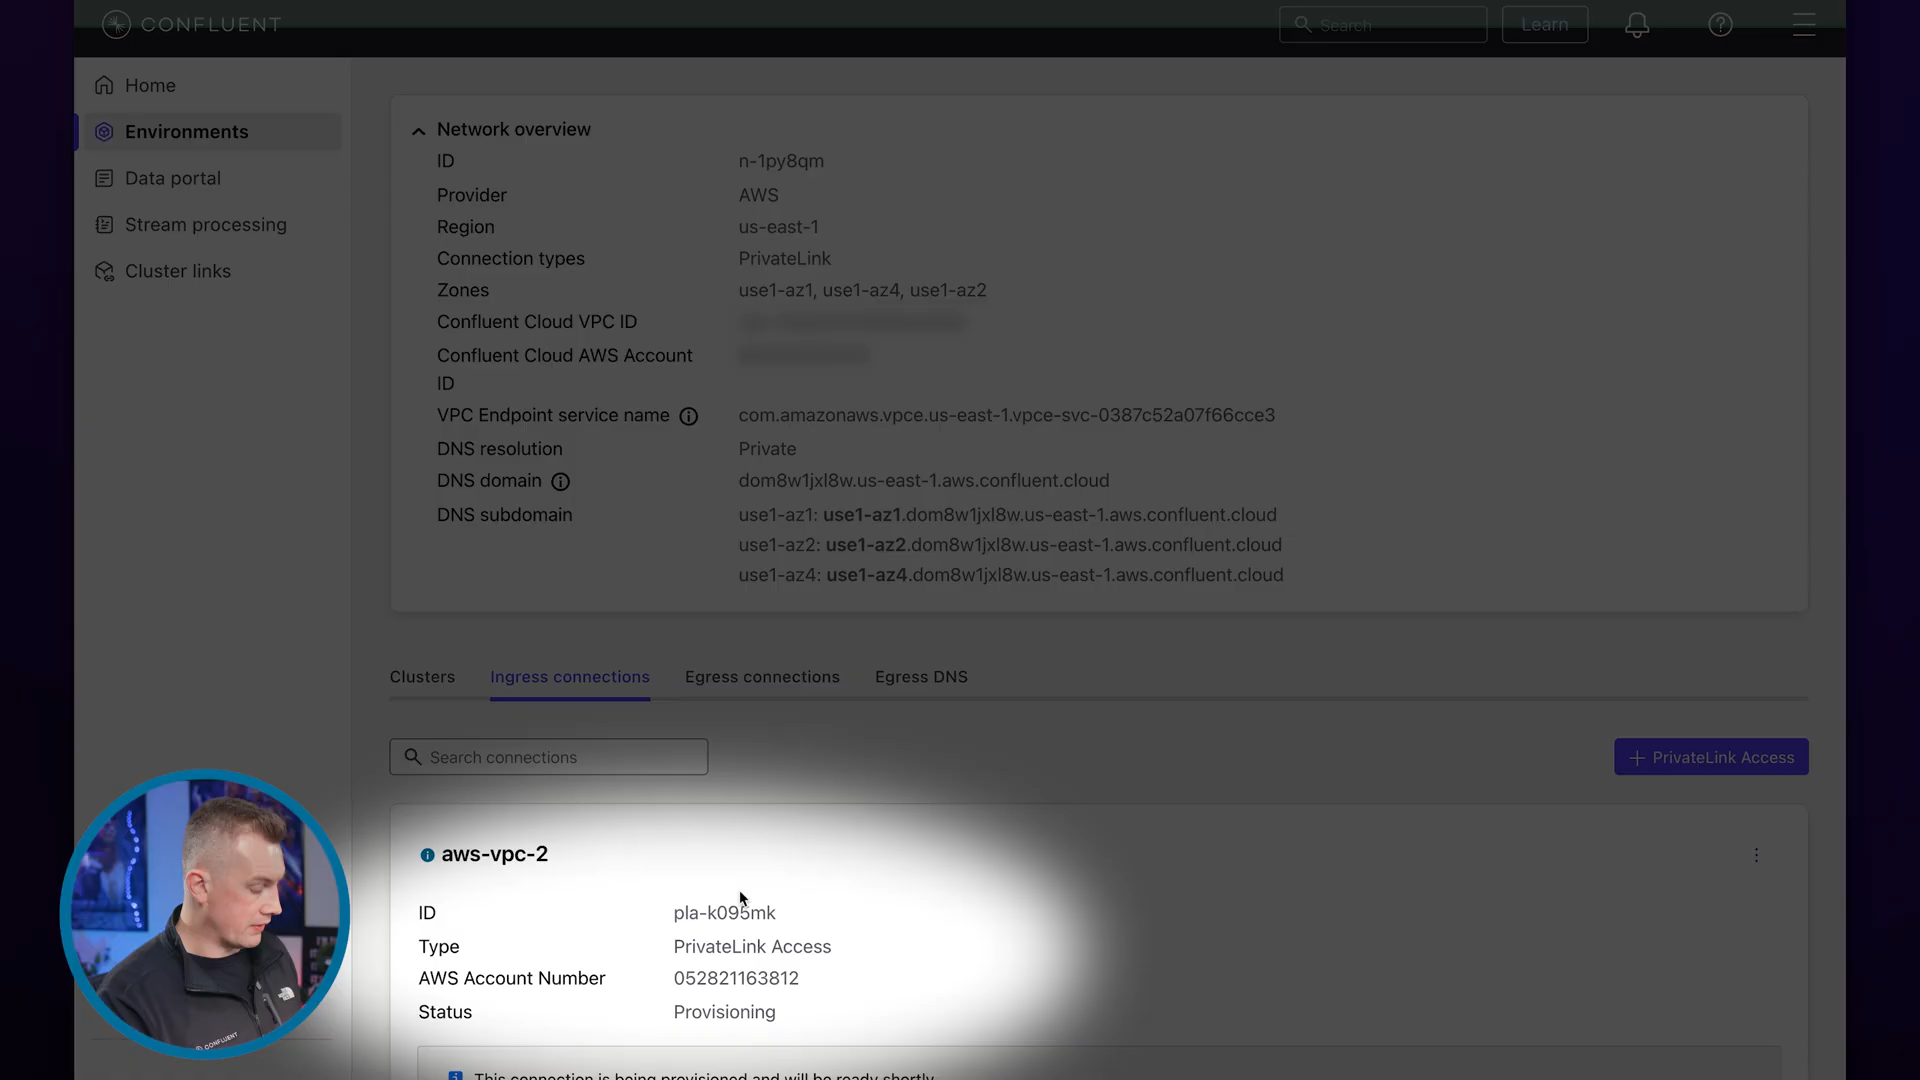 CONFLUENT
Search
Learn
Home
Environments
Data portal
Stream processing
Cluster links
Network overview
ID n-1py8qm
Provider AWS
Region us-east-1
Connection types PrivateLink
Zones use1-az1, use1-az4, use1-az2
Confluent Cloud VPC ID
Confluent Cloud AWS Account
ID
VPC Endpoint service name com.amazonaws.vpce.us-east-1.vpce-svc-0387c52a07f66cce3
DNS resolution Private
DNS domain dom8w1jxl8w.us-east-1.aws.confluent.cloud
DNS subdomain use1-az1: use1-az1.dom8w1jxl8w.us-east-1.aws.confluent.cloud
use1-az2: use1-az2.dom8w1jxl8w.us-east-1.aws.confluent.cloud
use1-az4: use1-az4.dom8w1jxl8w.us-east-1.aws.confluent.cloud
Clusters Ingress connections Egress connections Egress DNS
Search connections
+ PrivateLink Access
aws-vpc-2
ID pla-k095mk
Type PrivateLink Access
AWS Account Number 052821163812
Status Provisioning
This connection is being provisioned and will be ready shortly.
CONFLUENT